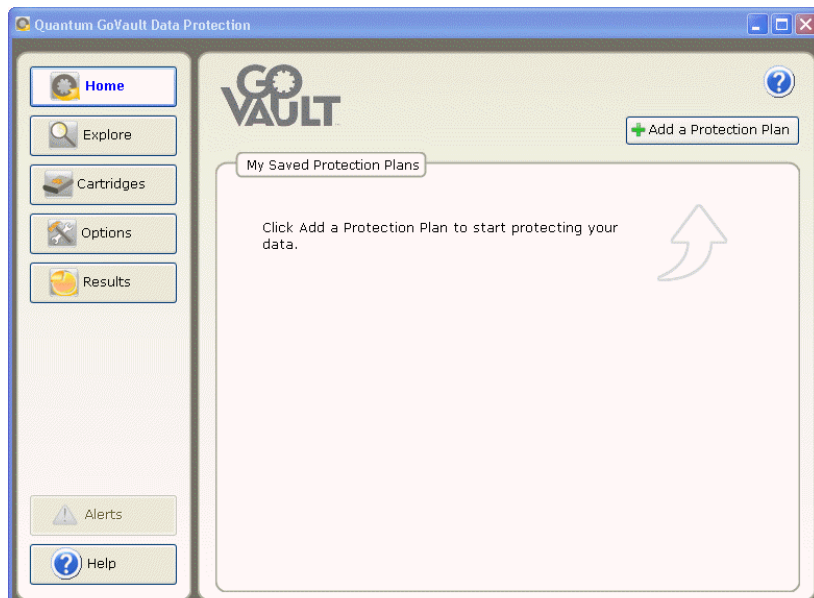 Quantum GoVault Data Protection
Home
Explore
Cartridges
Options
Results
Alerts
Help
GO
VAULT
Add a Protection Plan
My Saved Protection Plans
Click Add a Protection Plan to start protecting your
data.